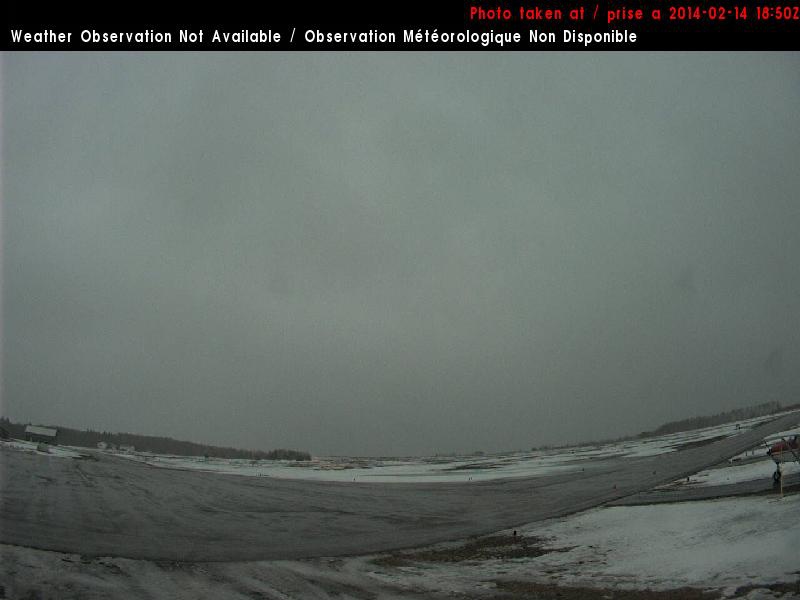 Photo taken at / prise a 2014-02-14 18:50Z
Weather Observation Not Available / Observation Météorologique Non Disponible